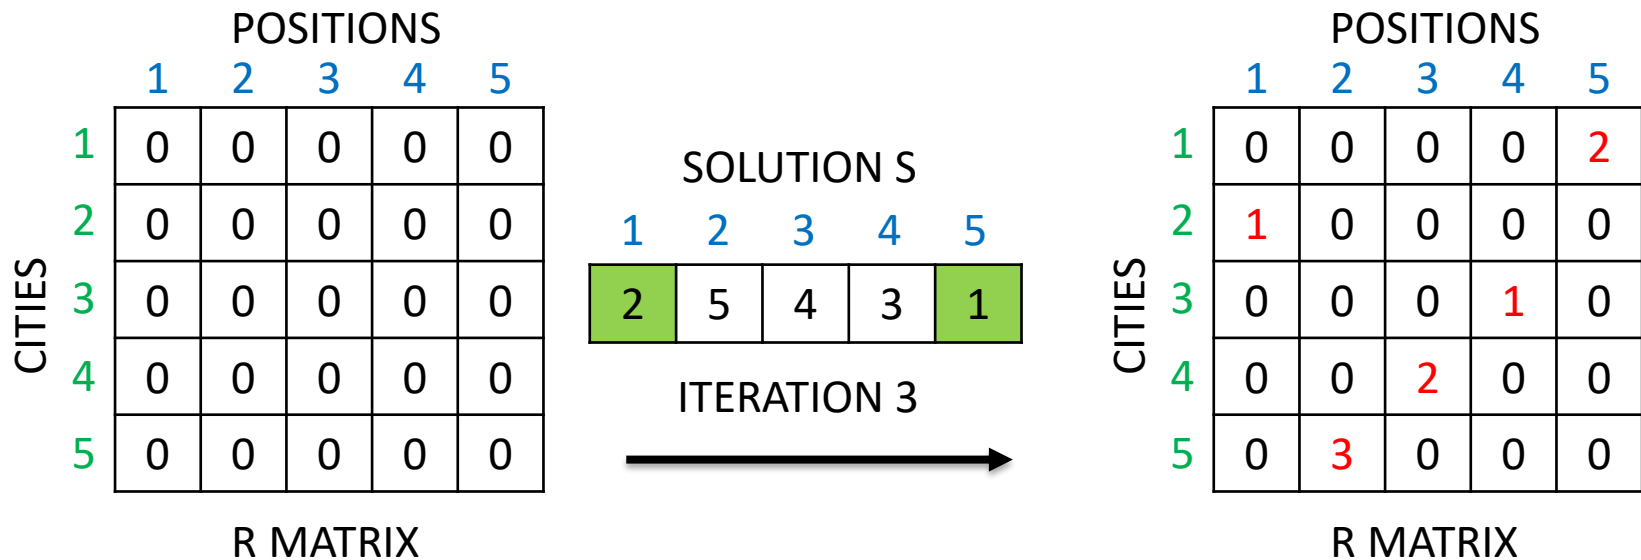 POSITIONS
1 2 3 4 5
CITIES
1 0 0 0 0 0
2 0 0 0 0 0
3 0 0 0 0 0
4 0 0 0 0 0
5 0 0 0 0 0
R MATRIX
SOLUTION S
1 2 3 4 5
2 5 4 3 1
ITERATION 3
POSITIONS
1 2 3 4 5
CITIES
1 0 0 0 0 2
2 1 0 0 0 0
3 0 0 0 1 0
4 0 0 2 0 0
5 0 3 0 0 0
R MATRIX